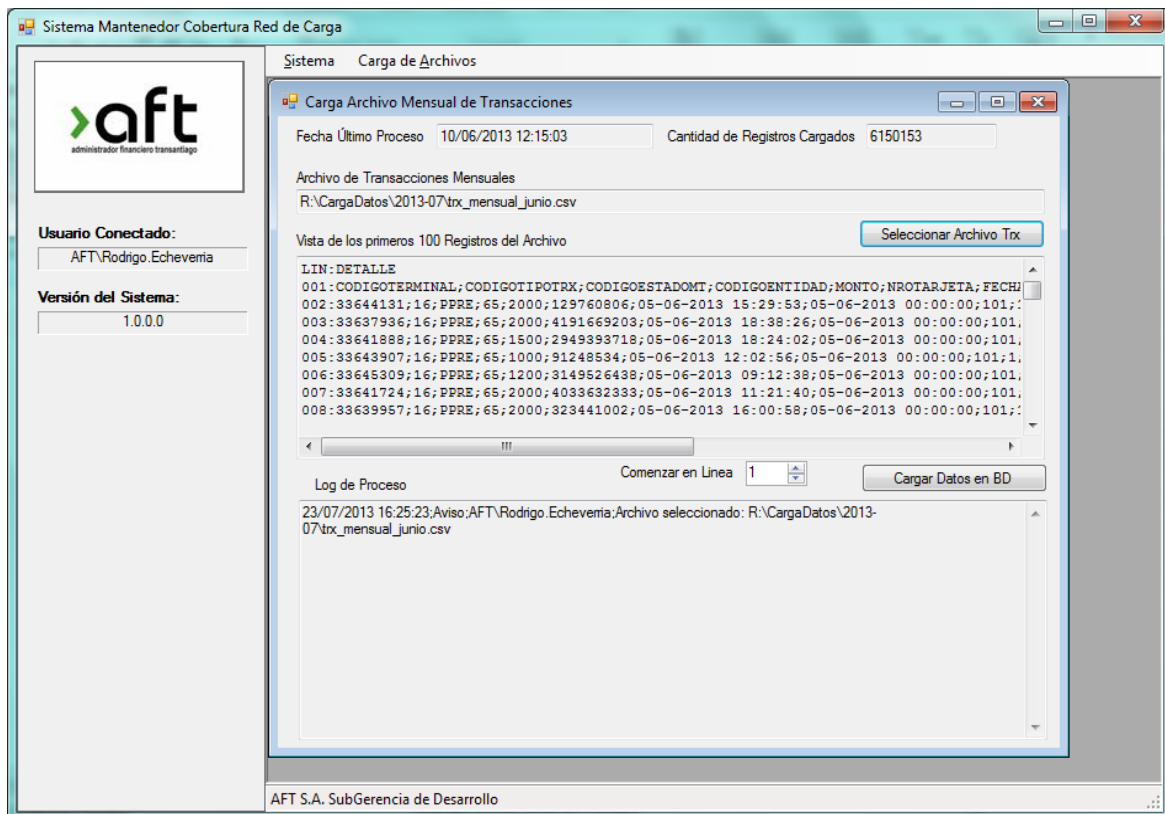 Sistema Mantenedor Cobertura Red de Carga
Sistema Carga de Archivos
aft
administrador financiero transantiago
Usuario Conectado:
AFT\Rodrigo.Echeverria
Versión del Sistema:
1.0.0.0
Carga Archivo Mensual de Transacciones
Fecha Último Proceso 10/06/2013 12:15:03 Cantidad de Registros Cargados 6150153
Archivo de Transacciones Mensuales
R:\CargaDatos\2013-07\trx_mensual_junio.csv
Vista de los primeros 100 Registros del Archivo Seleccionar Archivo Trx
LIN:DETALLE
001:CODIGOTERMINAL;CODIGOTIPOTRX;CODIGOESTADOMT;CODIGOENTIDAD;MONTO;NROTARJETA;FECHA
002:33644131;16;PPRE;65;2000;129760806;05-06-2013 15:29:53;05-06-2013 00:00:00;101;1
003:33637936;16;PPRE;65;2000;4191669203;05-06-2013 18:38:26;05-06-2013 00:00:00;101;
004:33641888;16;PPRE;65;1500;2949393718;05-06-2013 18:24:02;05-06-2013 00:00:00;101;
005:33643907;16;PPRE;65;1000;91248534;05-06-2013 12:02:56;05-06-2013 00:00:00;101;1;
006:33645309;16;PPRE;65;1200;3149526438;05-06-2013 09:12:38;05-06-2013 00:00:00;101;
007:33641724;16;PPRE;65;2000;4033632333;05-06-2013 11:21:40;05-06-2013 00:00:00;101;
008:33639957;16;PPRE;65;2000;323441002;05-06-2013 16:00:58;05-06-2013 00:00:00;101;1
Comenzar en Linea 1 Cargar Datos en BD
Log de Proceso
23/07/2013 16:25:23;Aviso;AFT\Rodrigo.Echeverria;Archivo seleccionado: R:\CargaDatos\2013-
07\trx_mensual_junio.csv
AFT S.A. SubGerencia de Desarrollo